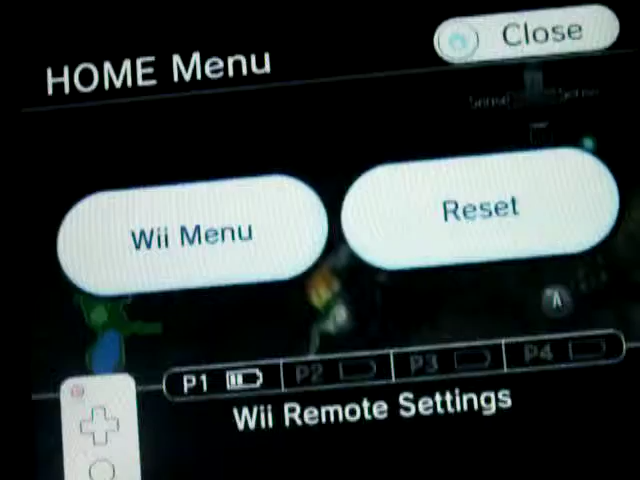 HOME Menu
Close
Wii Menu
Reset
A
P1 P2 P3 P4
Wii Remote Settings